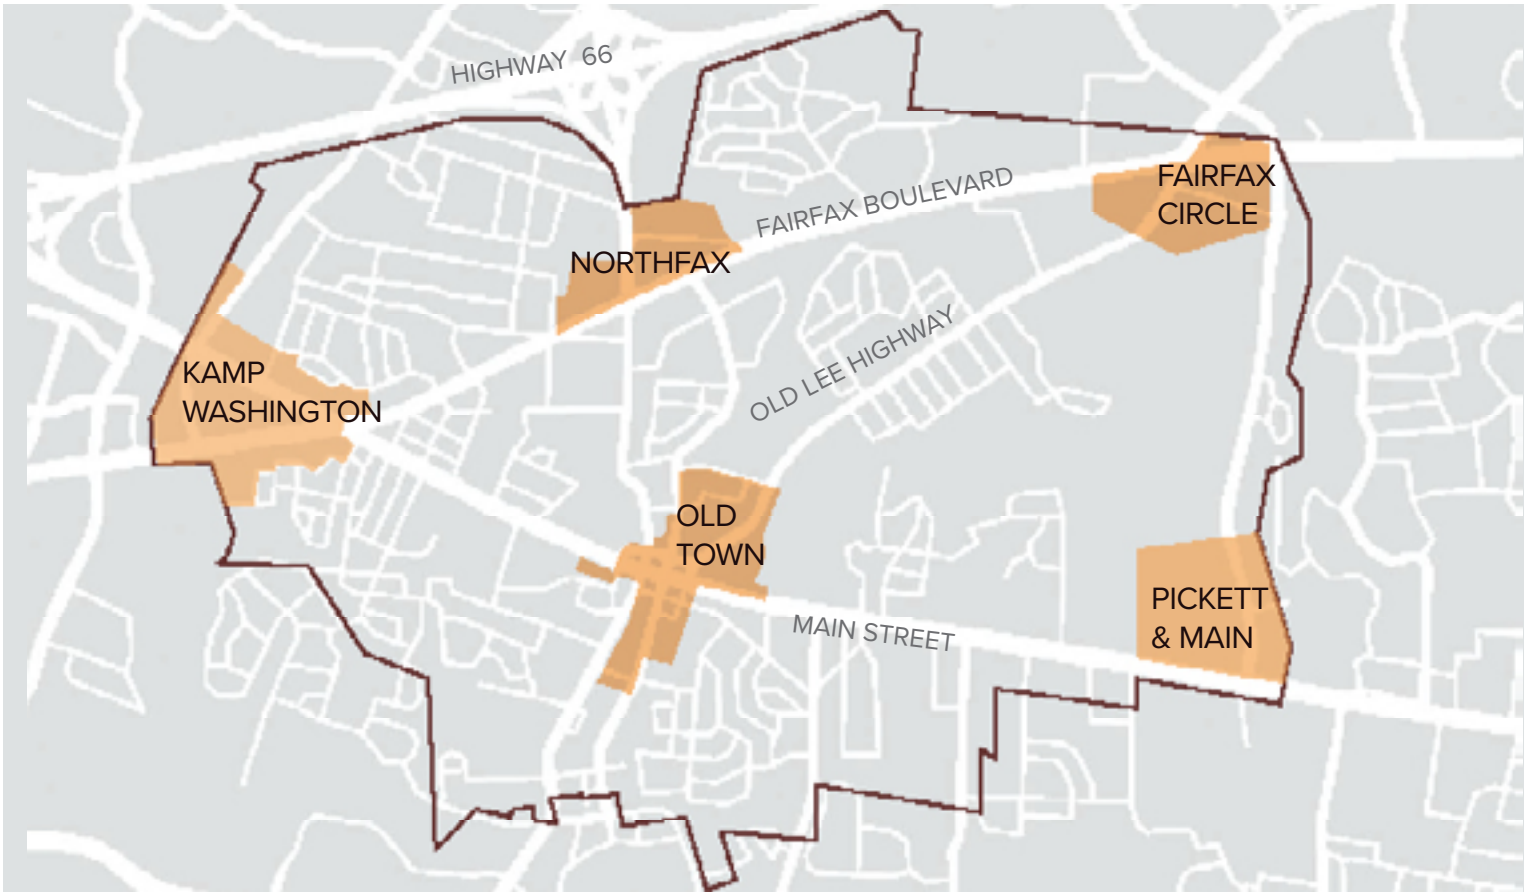 HIGHWAY 66
FAIRFAX
CIRCLE
FAIRFAX BOULEVARD
NORTHFAX
OLD LEE HIGHWAY
KAMP
WASHINGTON
OLD
TOWN
PICKETT
& MAIN
MAIN STREET